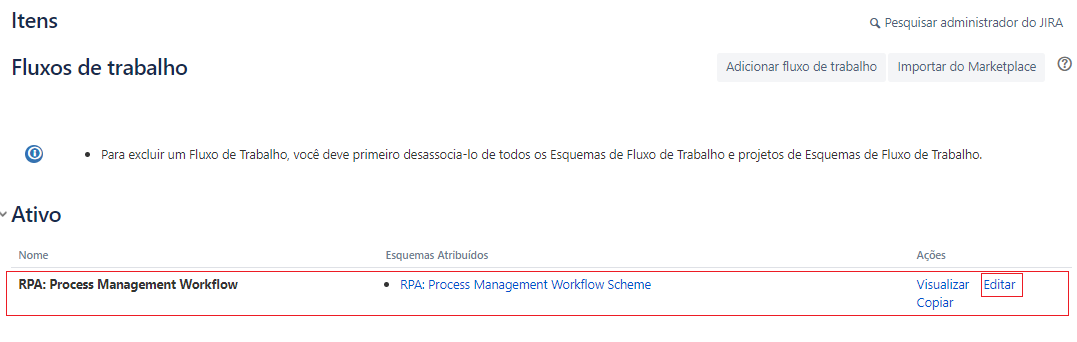 Itens
Pesquisar administrador do JIRA
Fluxos de trabalho
Adicionar fluxo de trabalho
Importar do Marketplace
Para excluir um Fluxo de Trabalho, você deve primeiro desassocia-lo de todos os Esquemas de Fluxo de Trabalho e projetos de Esquemas de Fluxo de Trabalho.
Ativo
Nome Esquemas Atribuídos Ações
RPA: Process Management Workflow RPA: Process Management Workflow Scheme Visualizar Editar
Copiar